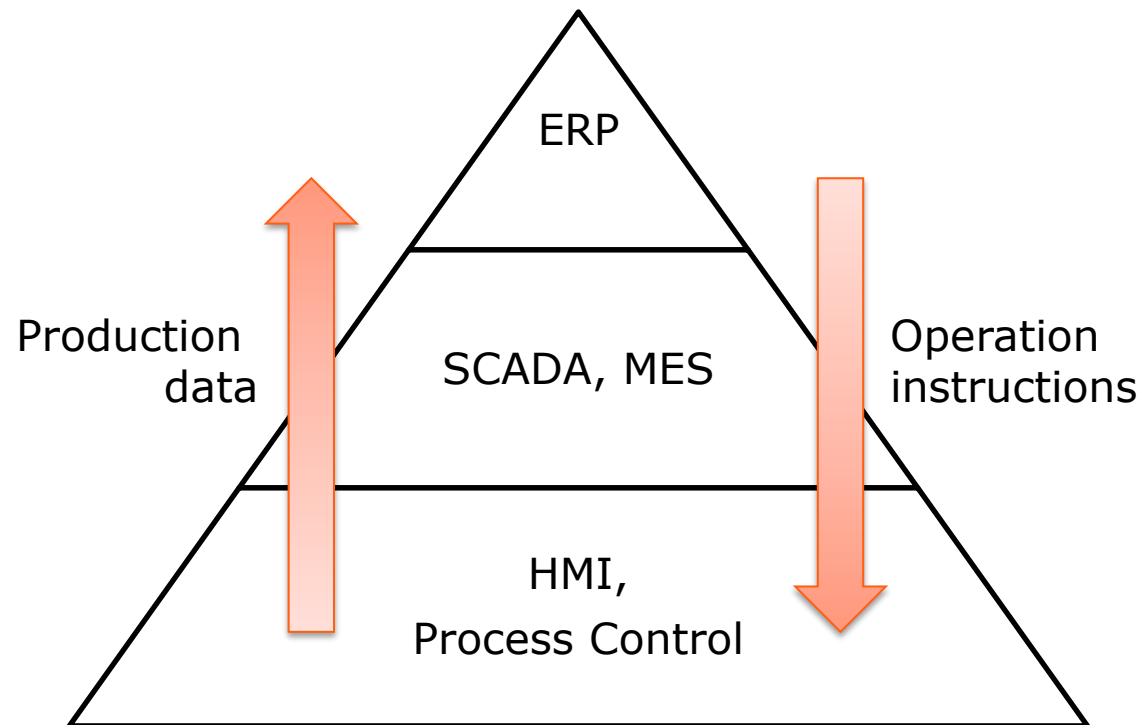 ERP
Production
data
SCADA, MES
Operation
instructions
HMI,
Process Control